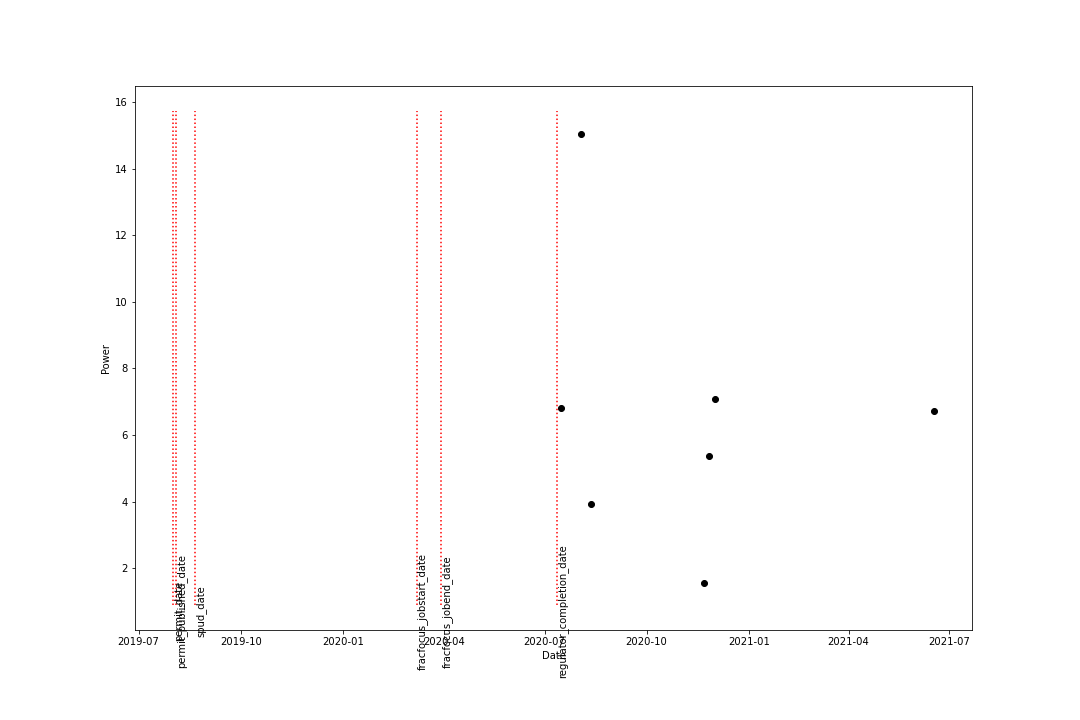 16
14
12
10
8
6
4
2
Power
permit_date
permit_published_date
spud_date
fracfocus_jobstart_date
fracfocus_jobend_date
regulator_completion_date
2019-07 2019-10 2020-01 2020-04 2020-07 2020-10 2021-01 2021-04 2021-07
Date